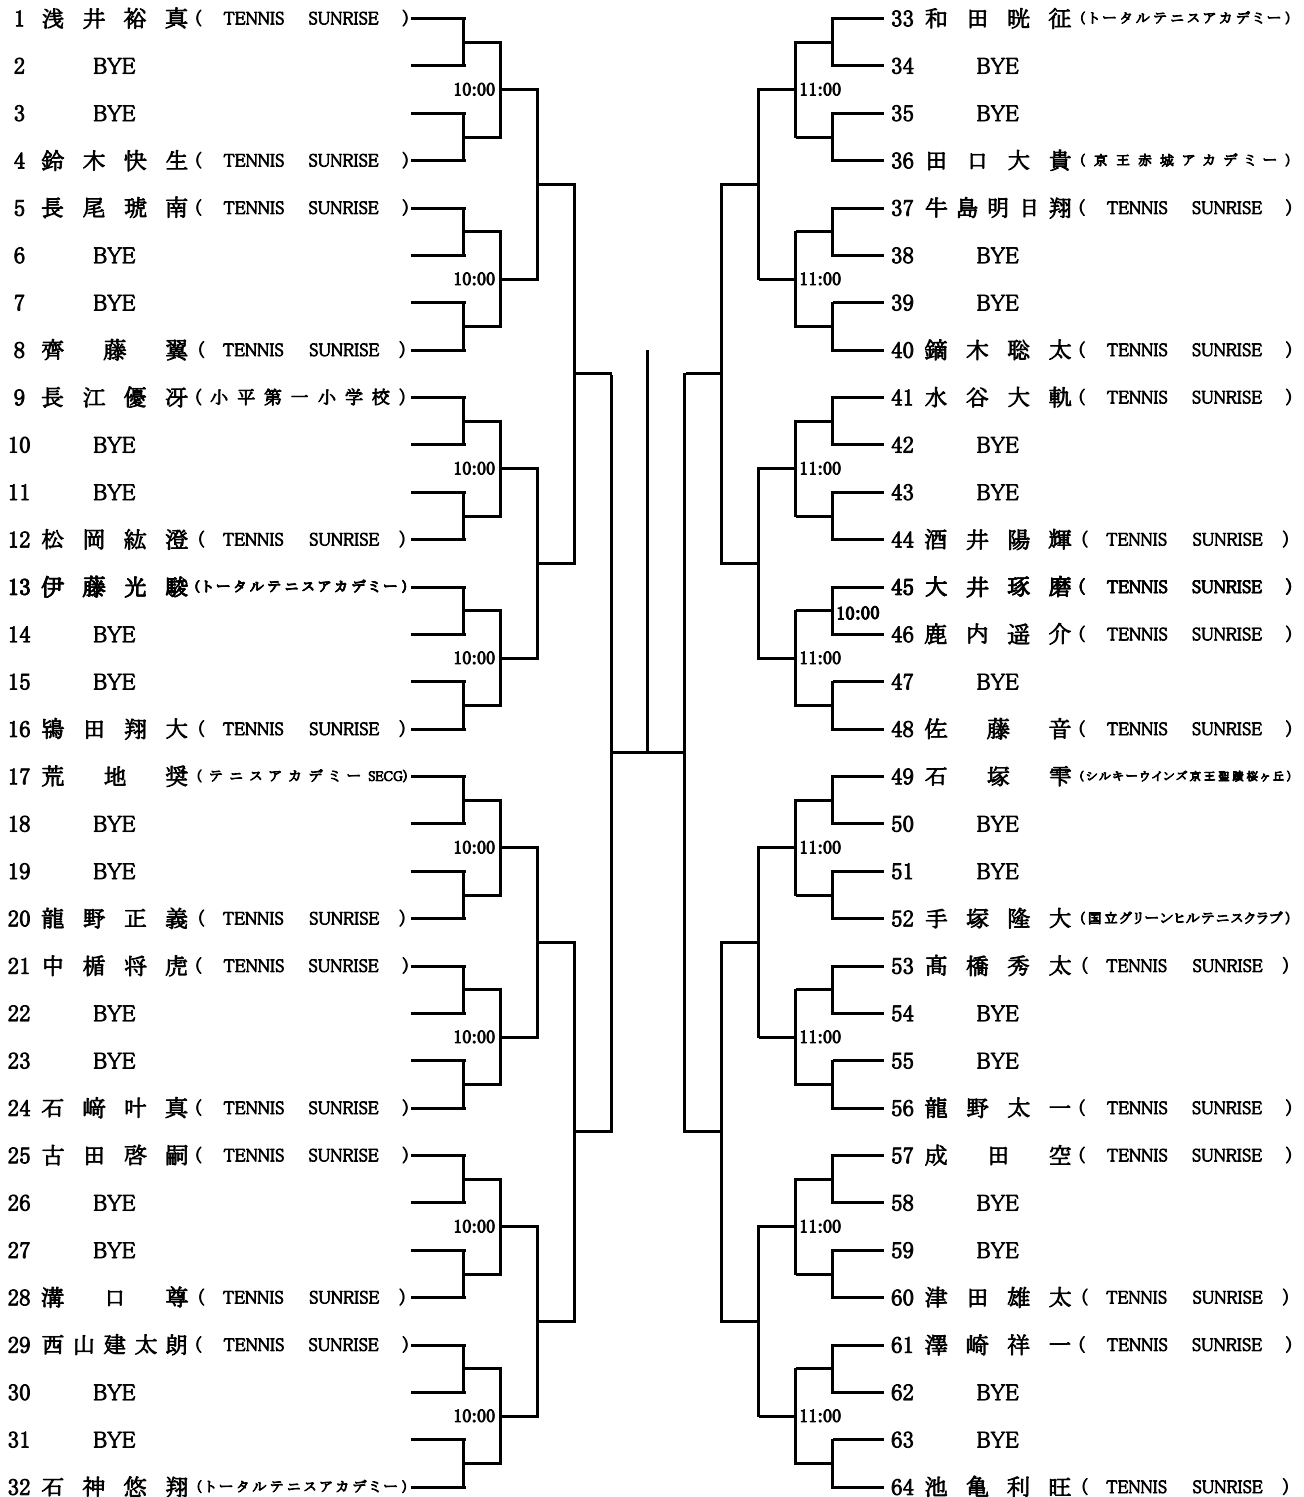 1 浅井裕真 ( TENNIS SUNRISE )
2 BYE
10:00
3 BYE
4 鈴木快生 ( TENNIS SUNRISE )
5 長尾琥南 ( TENNIS SUNRISE )
6 BYE
10:00
7 BYE
8 齊藤翼 ( TENNIS SUNRISE )
9 長江優冴 (小平第一小学校)
10 BYE
10:00
11 BYE
12 松岡紘澄 ( TENNIS SUNRISE )
13 伊藤光駿 (トータルテニスアカデミー)
14 BYE
10:00
15 BYE
16 鴇田翔大 ( TENNIS SUNRISE )
17 荒地奨 (テニスアカデミーSECG)
18 BYE
10:00
19 BYE
20 龍野正義 ( TENNIS SUNRISE )
21 中楯将虎 ( TENNIS SUNRISE )
22 BYE
10:00
23 BYE
24 石﨑叶真 ( TENNIS SUNRISE )
25 古田啓嗣 ( TENNIS SUNRISE )
26 BYE
10:00
27 BYE
28 溝口尊 ( TENNIS SUNRISE )
29 西山建太朗 ( TENNIS SUNRISE )
30 BYE
10:00
31 BYE
32 石神悠翔 (トータルテニスアカデミー)
33 和田晄征 (トータルテニスアカデミー)
34 BYE
11:00
35 BYE
36 田口大貴 (京王赤城アカデミー)
37 牛島明日翔 ( TENNIS SUNRISE )
38 BYE
11:00
39 BYE
40 鏑木聡太 ( TENNIS SUNRISE )
41 水谷大軌 ( TENNIS SUNRISE )
42 BYE
11:00
43 BYE
44 酒井陽輝 ( TENNIS SUNRISE )
45 大井琢磨 ( TENNIS SUNRISE )
10:00
46 鹿内遥介 ( TENNIS SUNRISE )
11:00
47 BYE
48 佐藤音 ( TENNIS SUNRISE )
49 石塚雫 (シルキーウインズ京王聖蹟桜ヶ丘)
50 BYE
11:00
51 BYE
52 手塚隆大 (国立グリーンヒルテニスクラブ)
53 髙橋秀太 ( TENNIS SUNRISE )
54 BYE
11:00
55 BYE
56 龍野太一 ( TENNIS SUNRISE )
57 成田空 ( TENNIS SUNRISE )
58 BYE
11:00
59 BYE
60 津田雄太 ( TENNIS SUNRISE )
61 澤崎祥一 ( TENNIS SUNRISE )
62 BYE
11:00
63 BYE
64 池亀利旺 ( TENNIS SUNRISE )